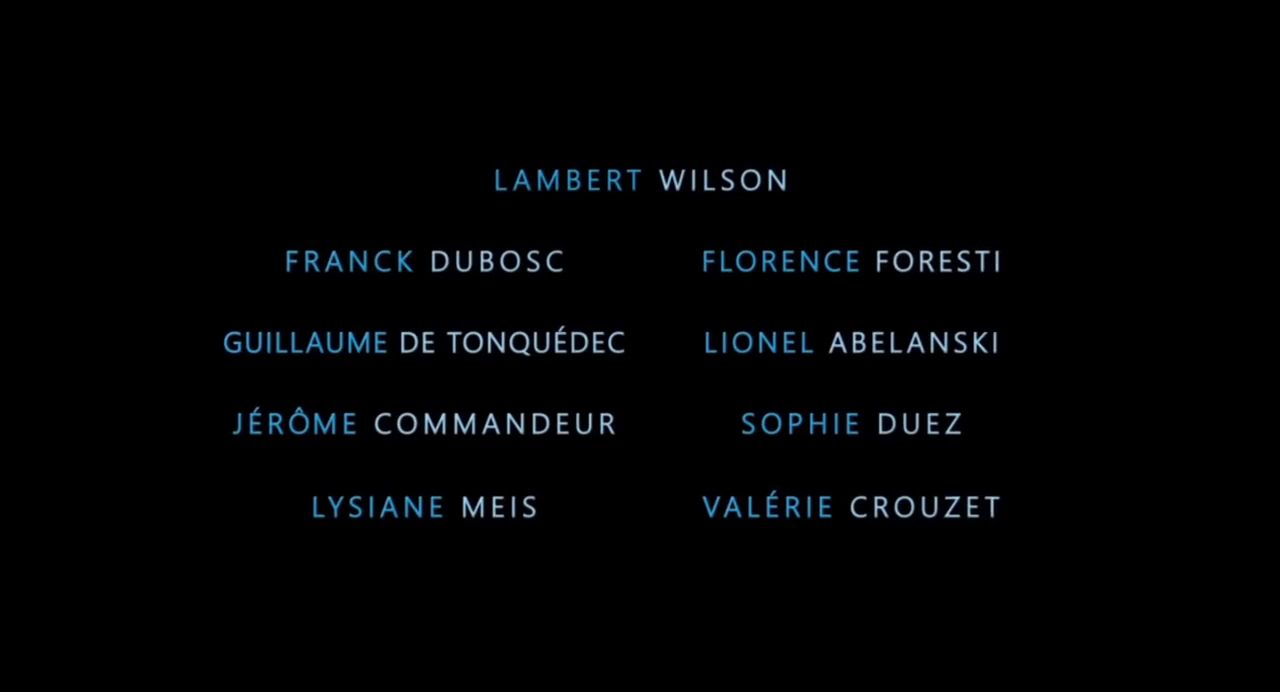 LAMBERT WILSON
FRANCK DUBOSC FLORENCE FORESTI
GUILLAUME DE TONQUÉDEC LIONEL ABELANSKI
JÉRÔME COMMANDEUR SOPHIE DUEZ
LYSIANE MEIS VALÉRIE CROUZET